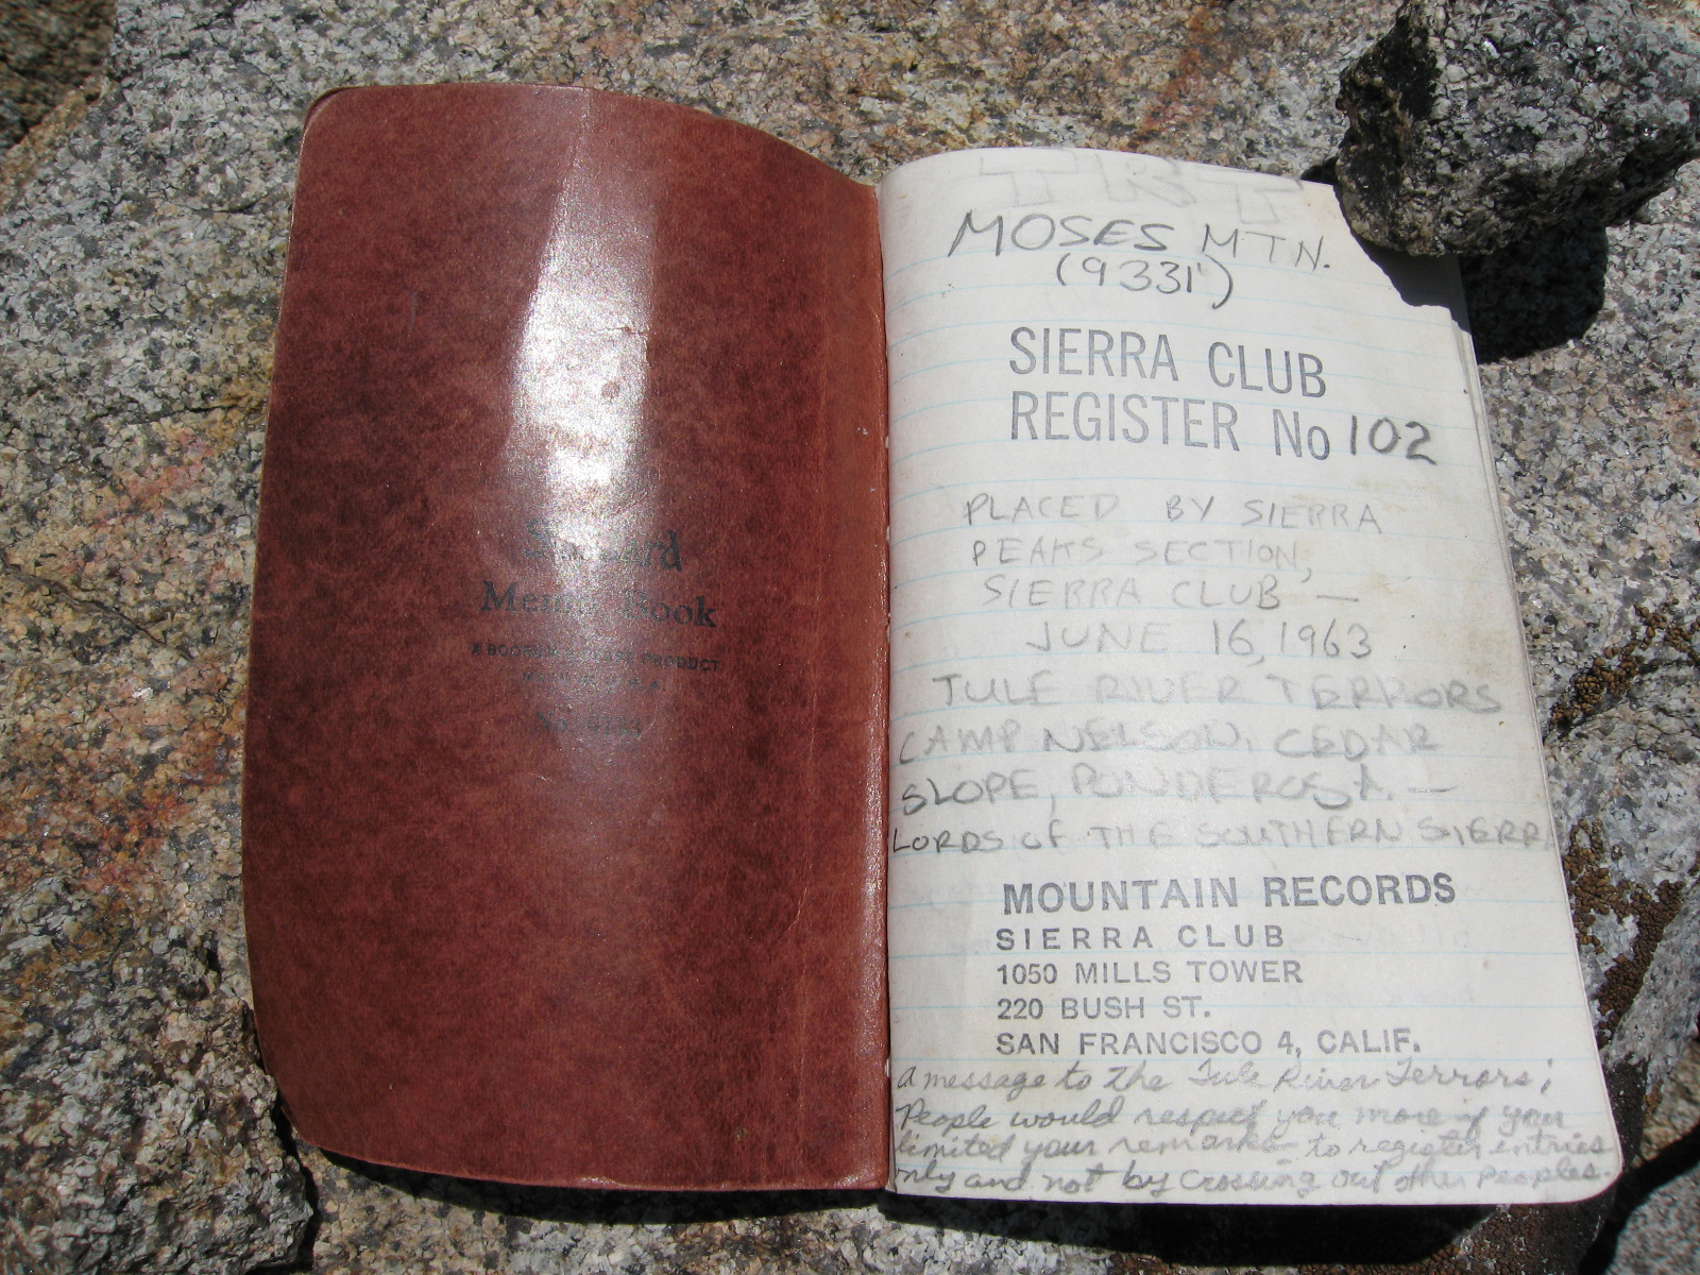 Standard
Memo Book
PRODUCT
TRT
MOSES MTN.
(9331')
SIERRA CLUB
REGISTER No 102
PLACED BY SIERRA
PEAKS SECTION,
SIERRA CLUB —
JUNE 16, 1963
TULE RIVER TERRORS
CAMP NELSON, CEDAR
SLOPE, PONDEROSA. —
LORDS OF THE SOUTHERN SIERRA
MOUNTAIN RECORDS
SIERRA CLUB
1050 MILLS TOWER
220 BUSH ST.
SAN FRANCISCO 4, CALIF.
A message to the Tule River Terrors;
People would respect you more if you
limited your remarks to register entries
only and not by crossing out other peoples.